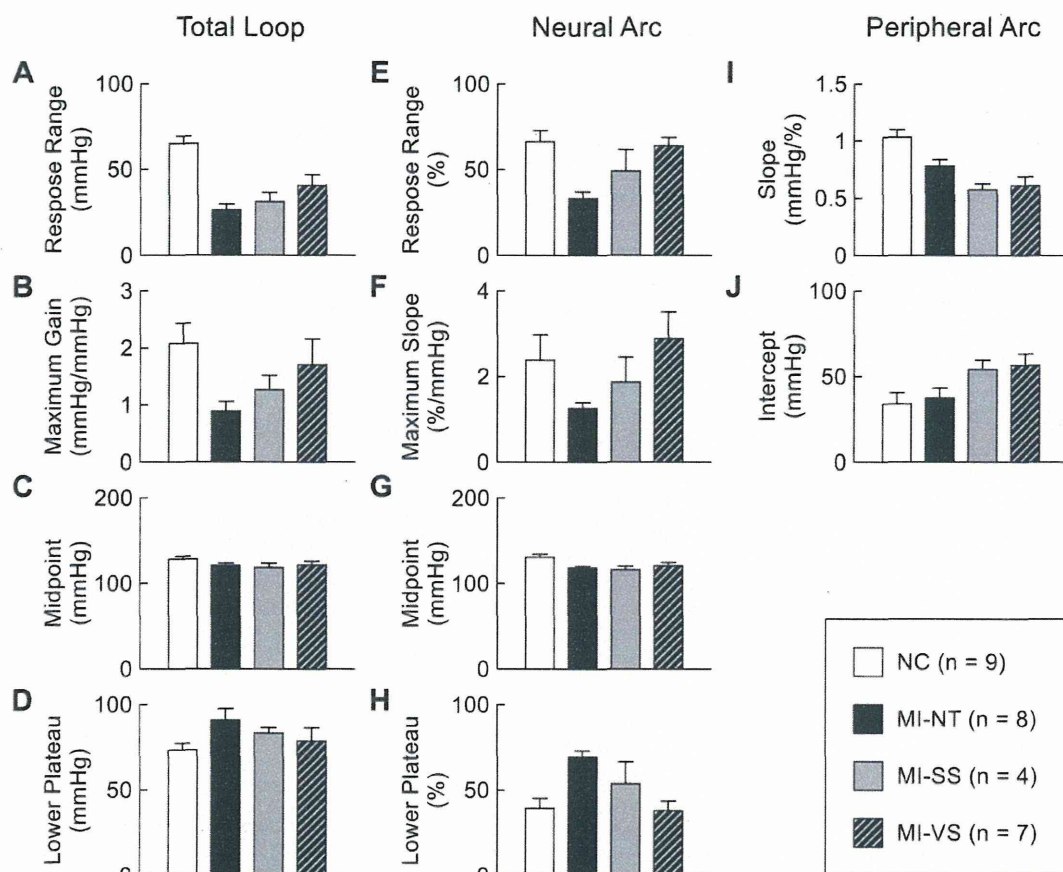 Total Loop
Neural Arc
Peripheral Arc
A
Respose Range
(mmHg)
100
50
0
E
Respose Range
(%)
100
50
0
I
Slope
(mmHg/%)
1.5
1
0.5
0
B
Maximum Gain
(mmHg/mmHg)
3
2
1
0
F
Maximum Slope
(%/mmHg)
4
2
0
J
Intercept
(mmHg)
100
50
0
C
Midpoint
(mmHg)
200
100
0
G
Midpoint
(mmHg)
200
100
0
D
Lower Plateau
(mmHg)
100
50
0
H
Lower Plateau
(%)
100
50
0
NC (n = 9)
MI-NT (n = 8)
MI-SS (n = 4)
MI-VS (n = 7)